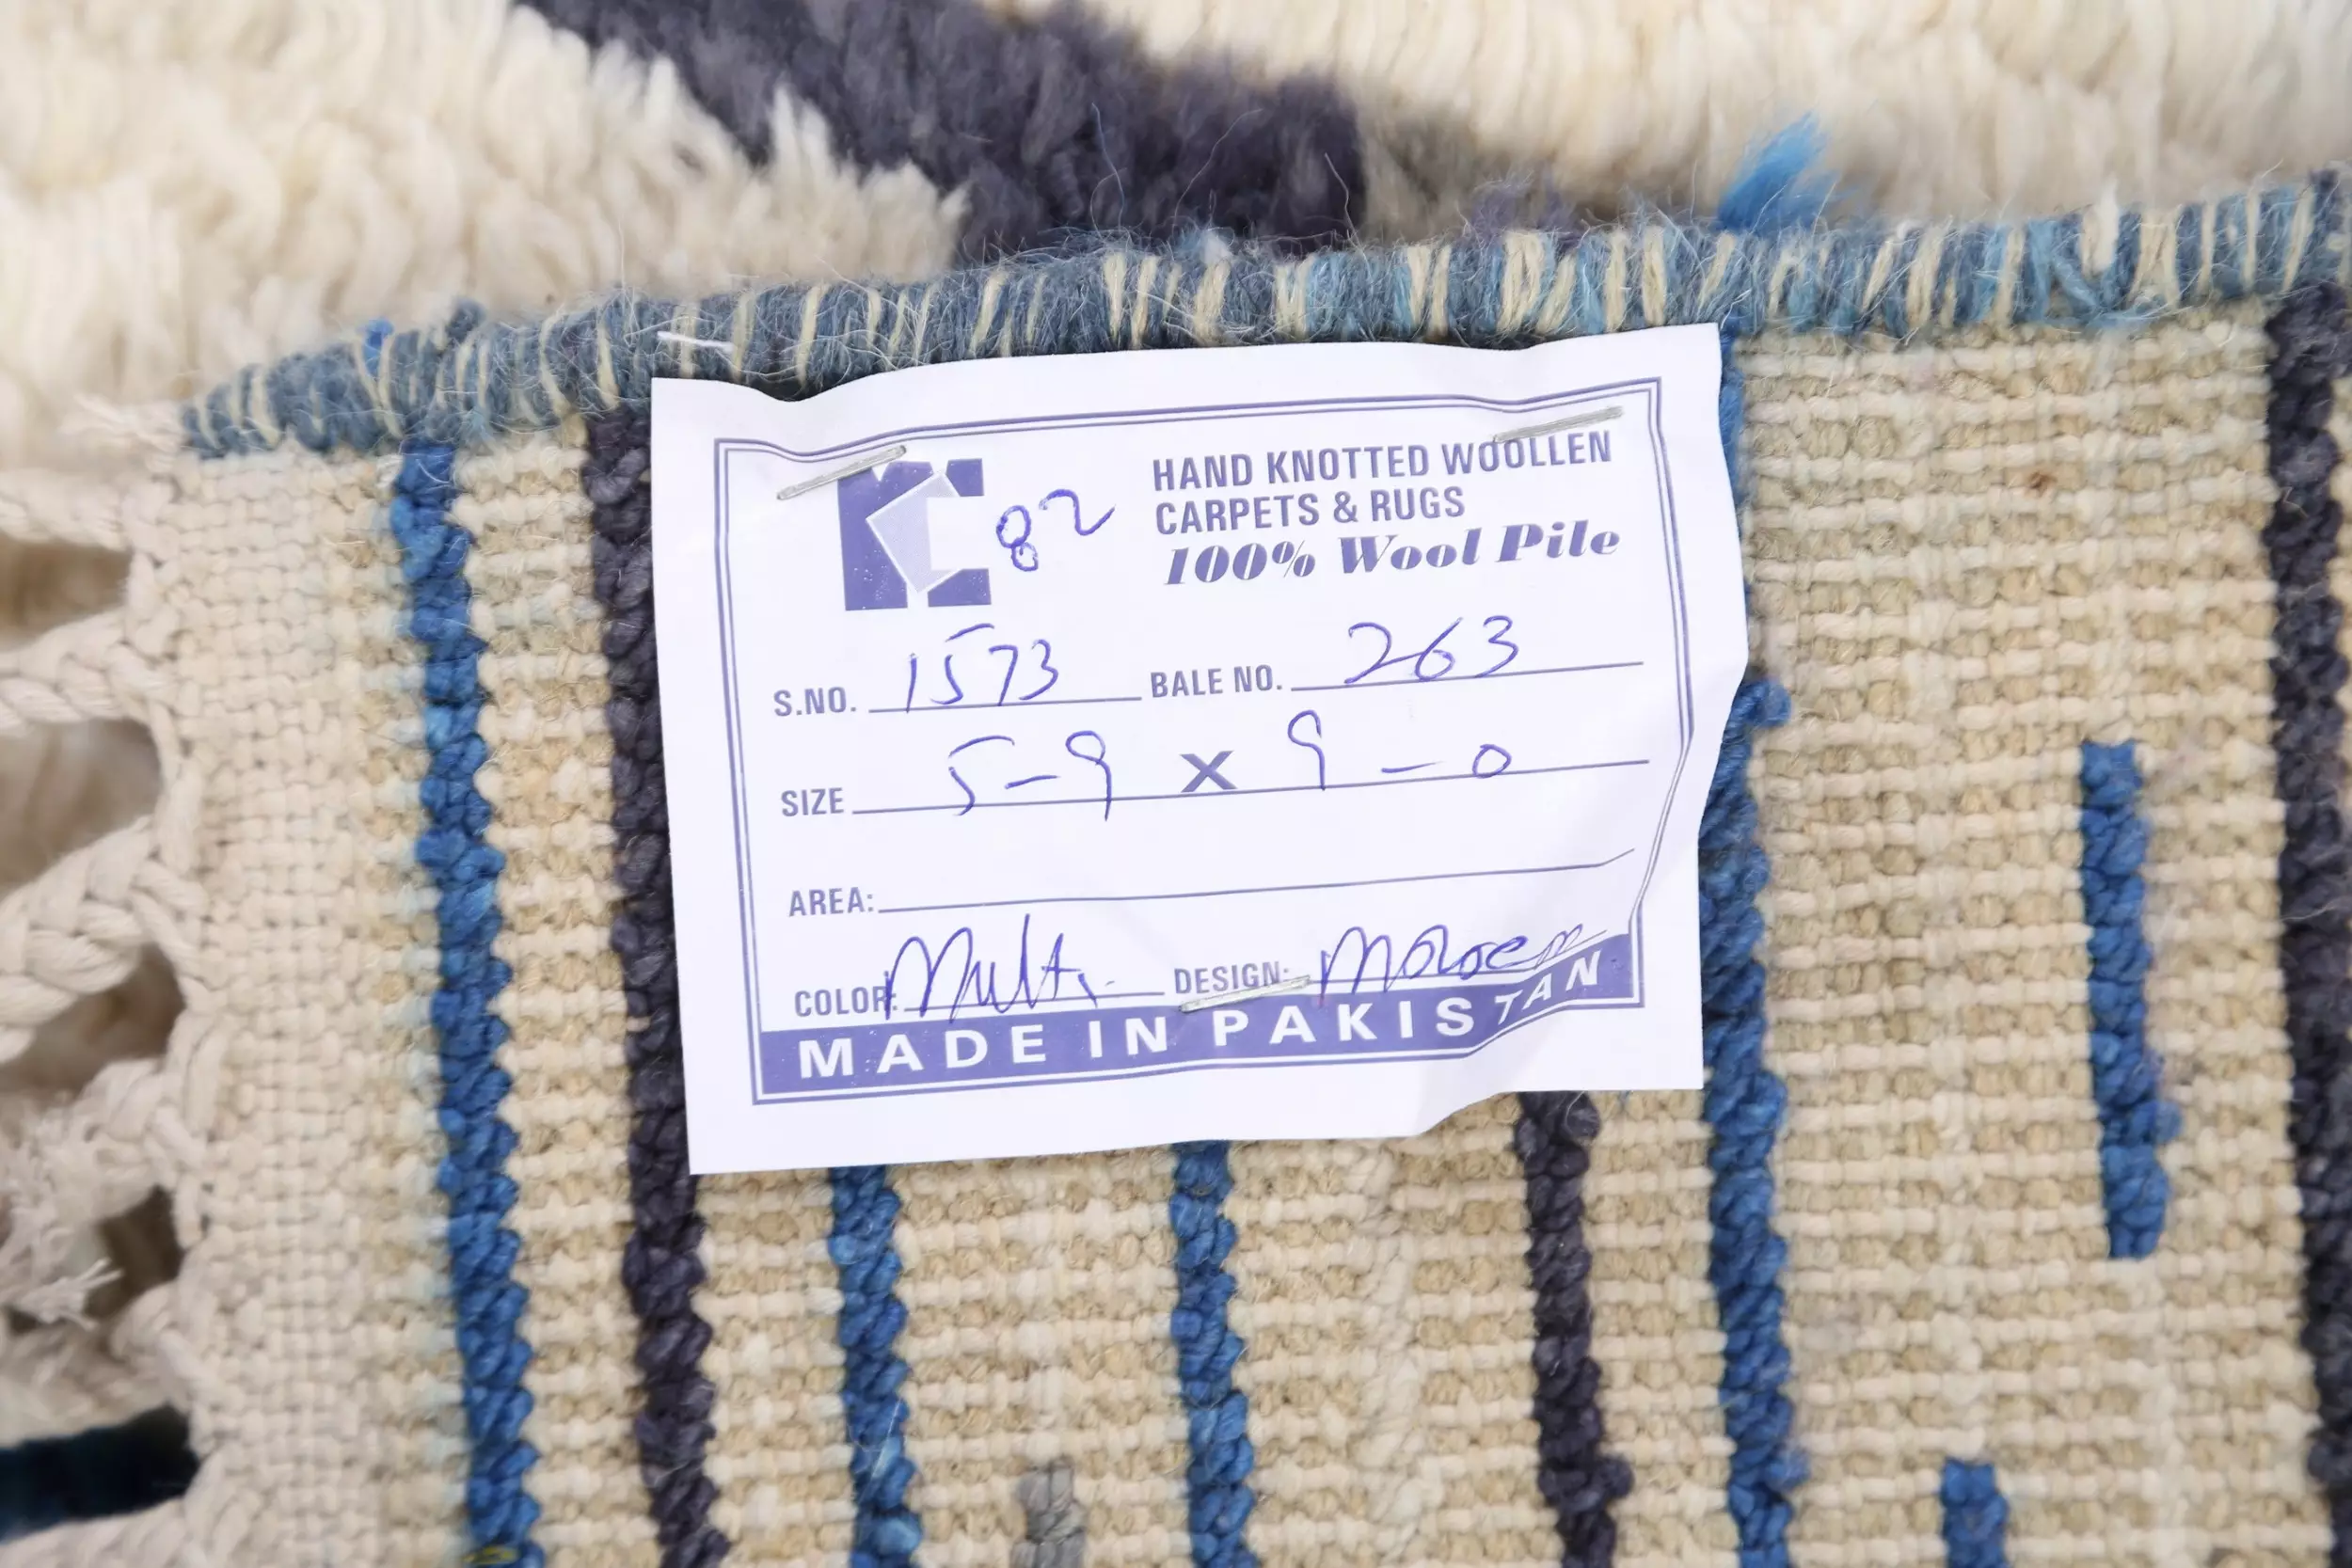 KC 82
HAND KNOTTED WOOLLEN
CARPETS & RUGS
100% Wool Pile
S.NO. 1573 BALE NO. 263
SIZE 5-9 X 9-0
AREA:
COLOR: Multi. DESIGN:
MADE IN PAKISTAN